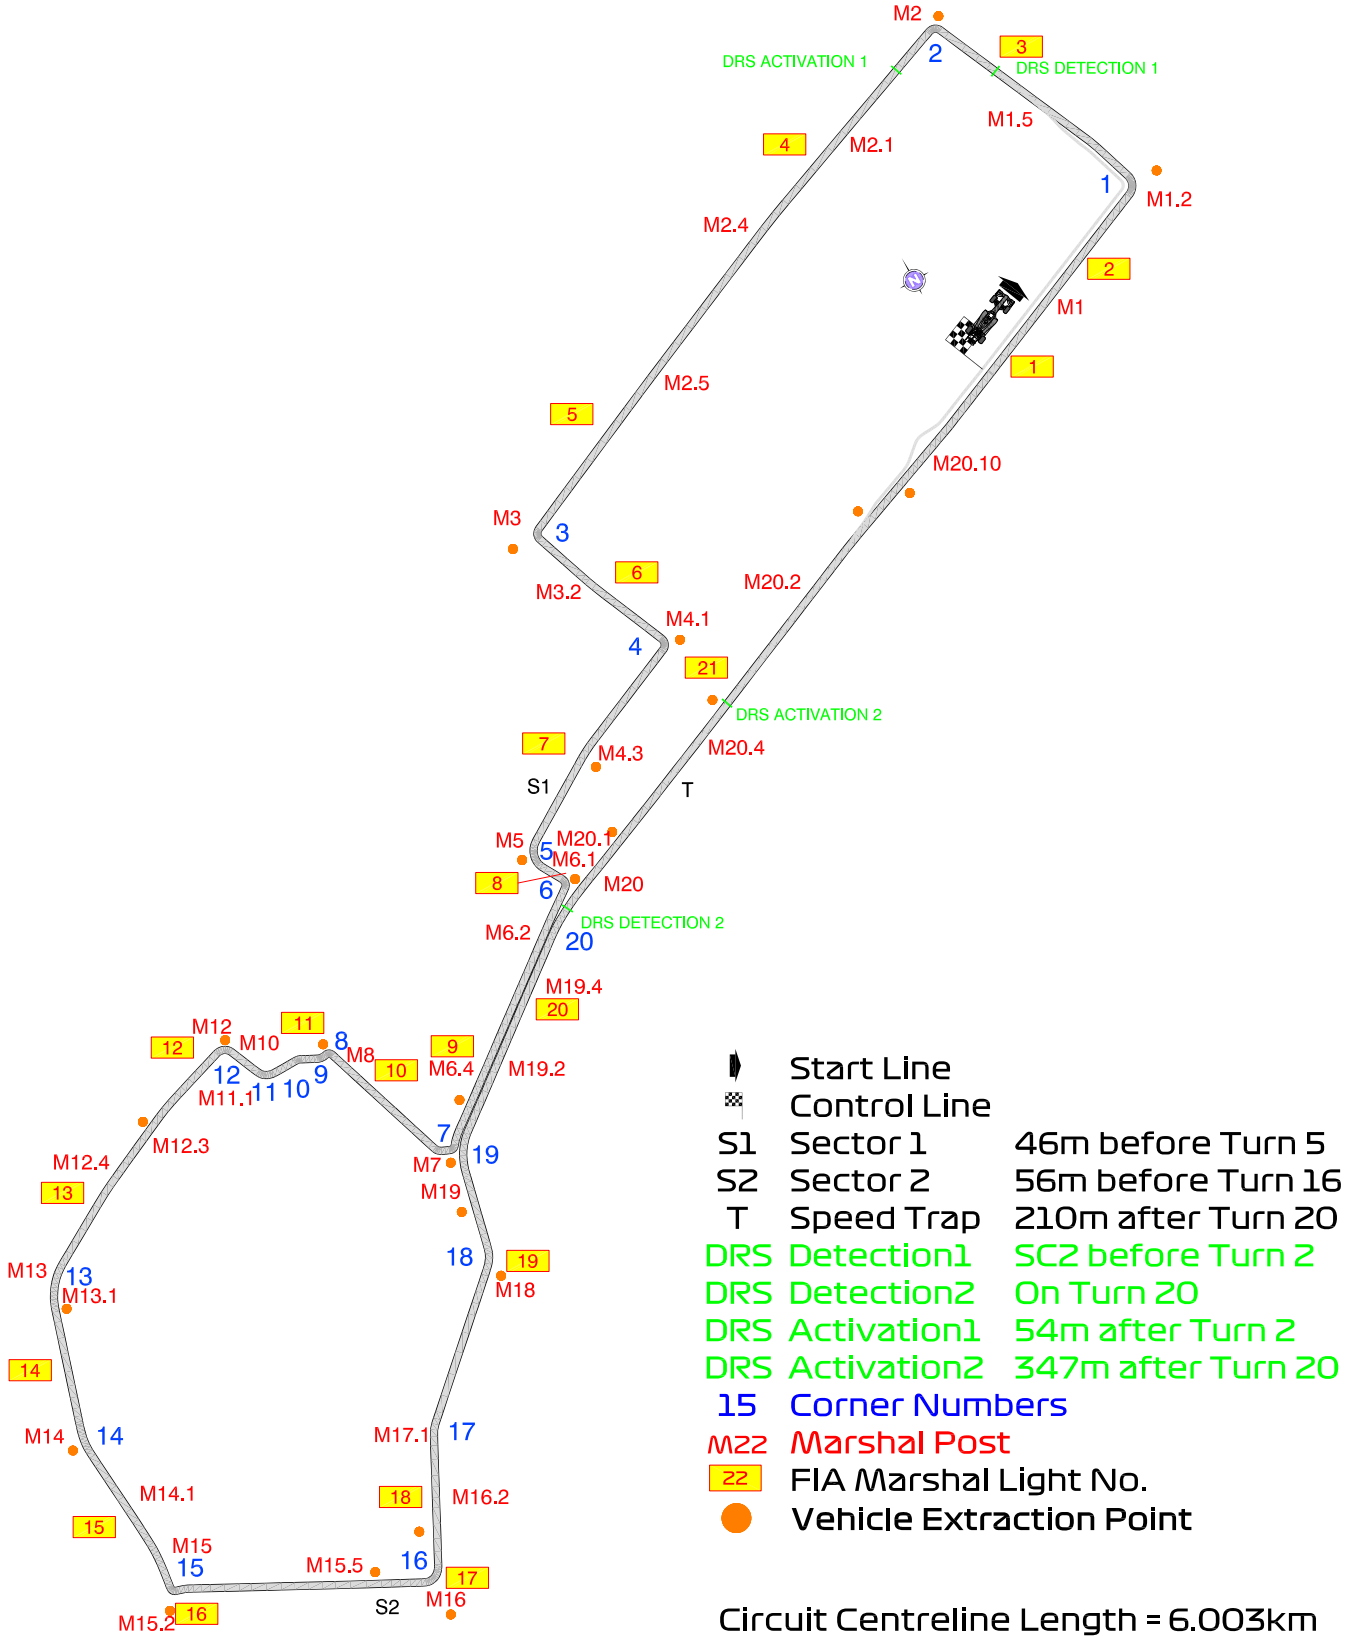 M2
3
2
DRS ACTIVATION 1
DRS DETECTION 1
M1.5
4
M2.1
1
M1.2
M2.4
2
N
M1
1
M2.5
5
M20.10
M3
3
6
M3.2
M20.2
M4.1
4
21
DRS ACTIVATION 2
7
M4.3
M20.4
S1
T
M5
M20.1
5
M6.1
8
6
M20
DRS DETECTION 2
M6.2
20
M19.4
20
M12
11
12
M10
8
M8
9
10
M6.4
M19.2
12
11
10
9
M11.1
7
M12.3
M7
19
M12.4
13
M19
18
19
M13
13
M13.1
M18
14
M14
14
M17.1
17
M14.1
18
M16.2
15
M15
15
M15.5
16
17
M15.2
16
S2
M16
Start Line
Control Line
S1 Sector 1 46m before Turn 5
S2 Sector 2 56m before Turn 16
T Speed Trap 210m after Turn 20
DRS Detection1 SC2 before Turn 2
DRS Detection2 On Turn 20
DRS Activation1 54m after Turn 2
DRS Activation2 347m after Turn 20
15 Corner Numbers
M22 Marshal Post
22 FIA Marshal Light No.
Vehicle Extraction Point
Circuit Centreline Length = 6.003km